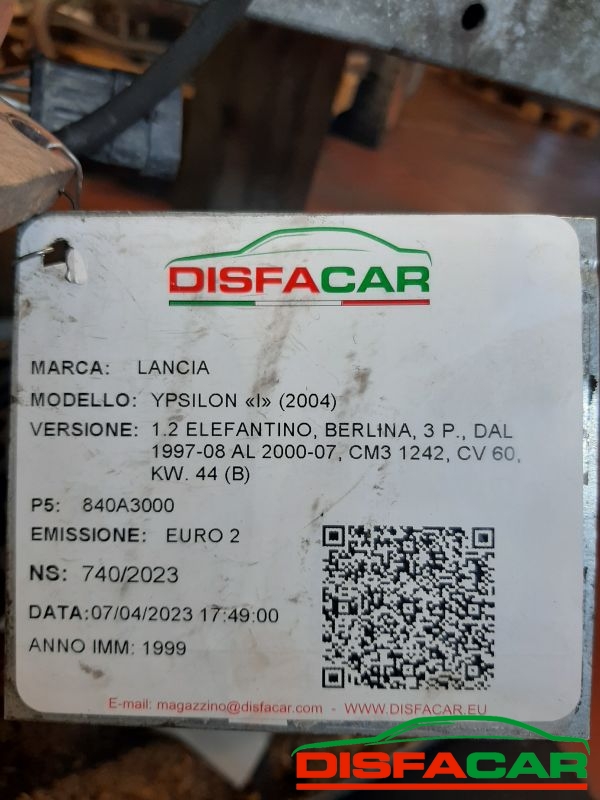 DISFACAR
MARCA: LANCIA
MODELLO: YPSILON «I» (2004)
VERSIONE: 1.2 ELEFANTINO, BERLINA, 3 P., DAL
1997-08 AL 2000-07, CM3 1242, CV 60,
KW. 44 (B)
P5: 840A3000
EMISSIONE: EURO 2
NS: 740/2023
DATA:07/04/2023 17:49:00
ANNO IMM: 1999
E-mail: magazzino@disfacar.com - WWW.DISFACAR.EU
DISFACAR